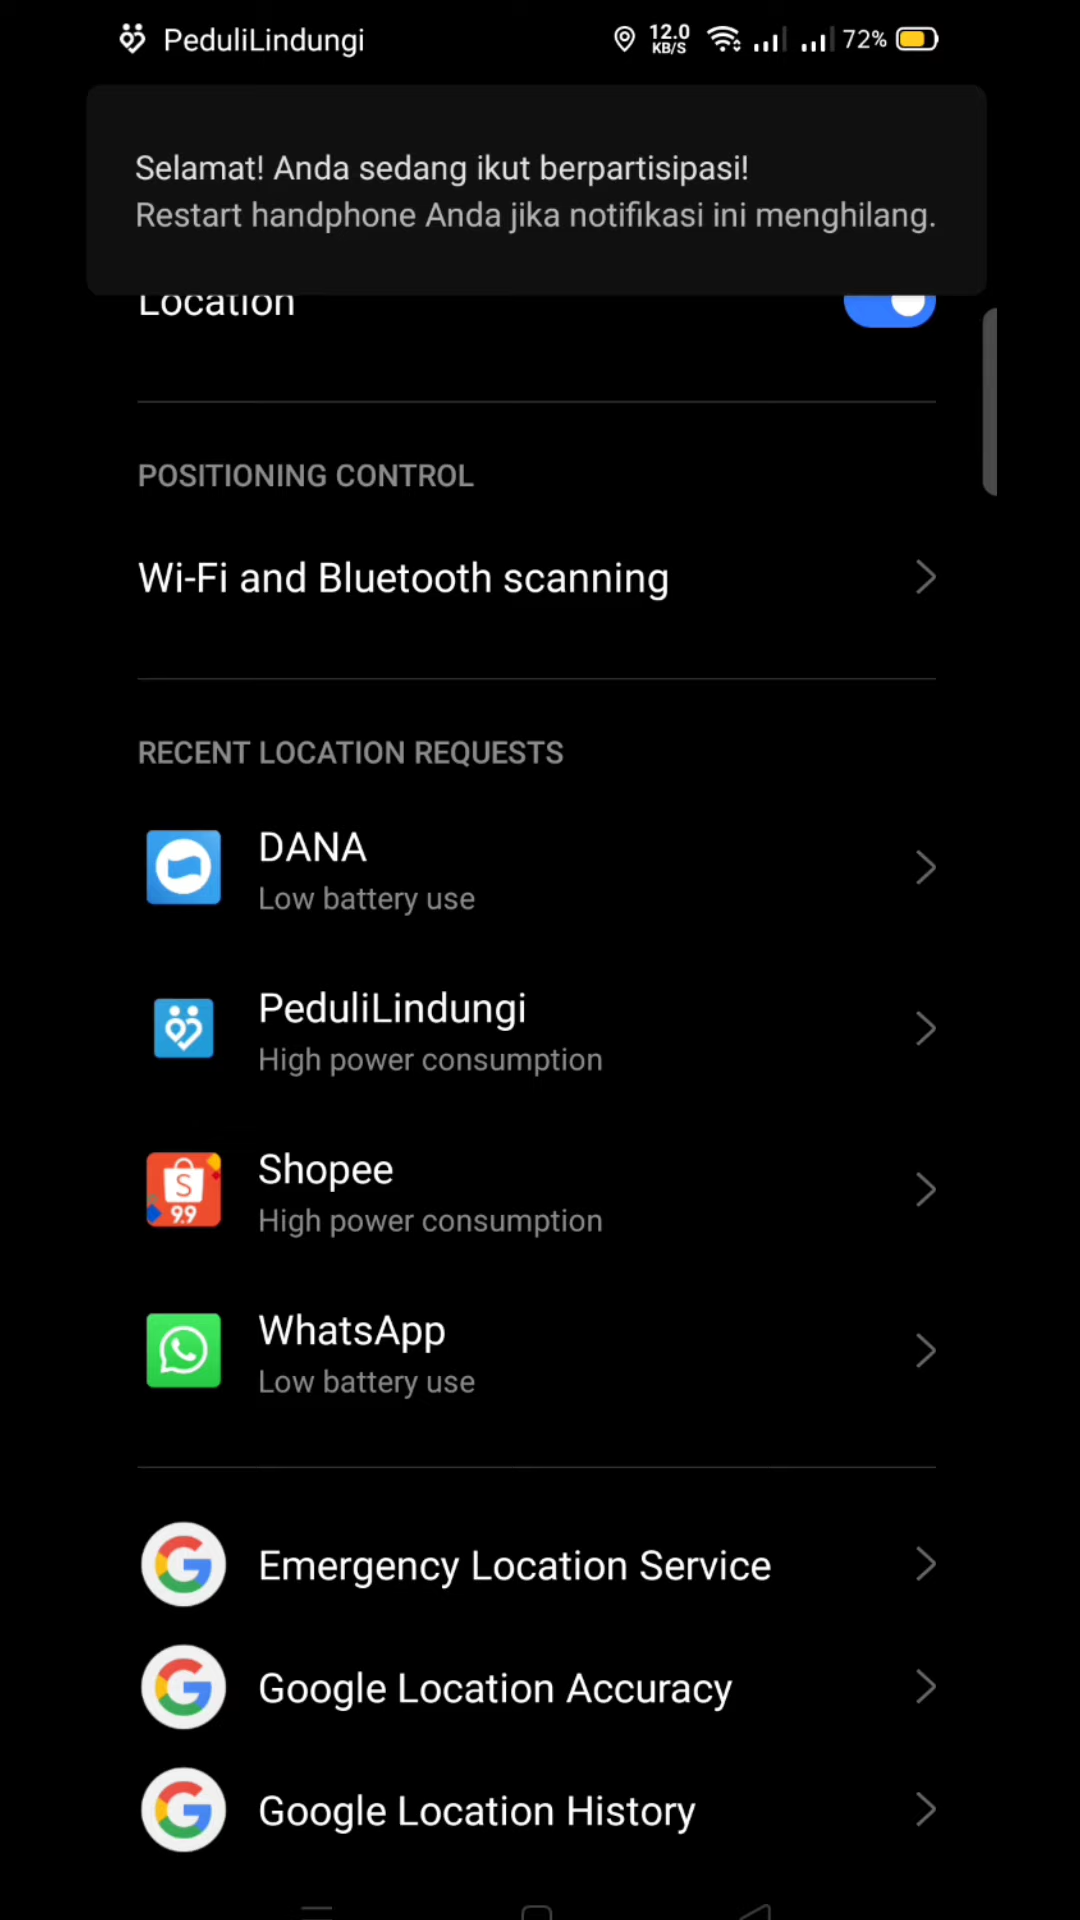 PeduliLindungi
12.0
KB/S
72%
Selamat! Anda sedang ikut berpartisipasi!
Restart handphone Anda jika notifikasi ini menghilang.
Location
POSITIONING CONTROL
Wi-Fi and Bluetooth scanning
RECENT LOCATION REQUESTS
DANA
Low battery use
PeduliLindungi
High power consumption
S
9.9
Shopee
High power consumption
WhatsApp
Low battery use
Emergency Location Service
Google Location Accuracy
Google Location History